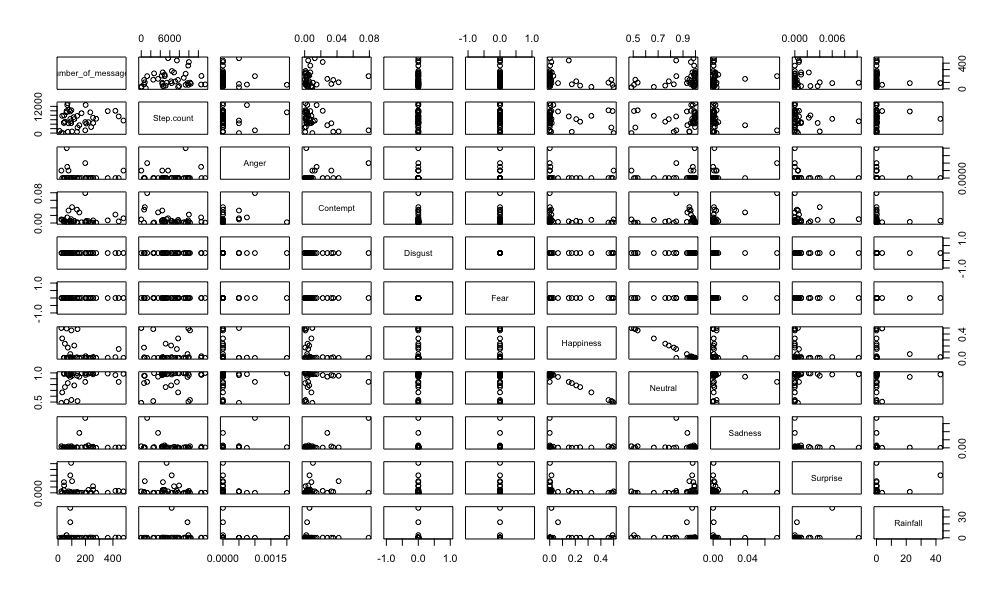 0 6000 0.00 0.04 0.08 -1.0 0.0 1.0 0.5 0.7 0.9 0.000 0.006
umber_of_message 0 400
0 12000 Step.count
Anger 0.0000
0.00 0.08 Contempt
Disgust -1.0 1.0
-1.0 1.0 Fear
Happiness 0.0 0.4
0.5 1.0 Neutral
Sadness 0.00
0.000 Surprise
Rainfall 0 30
0 200 400 0.0000 0.0015 -1.0 0.0 1.0 0.0 0.2 0.4 0.00 0.04 0 20 40